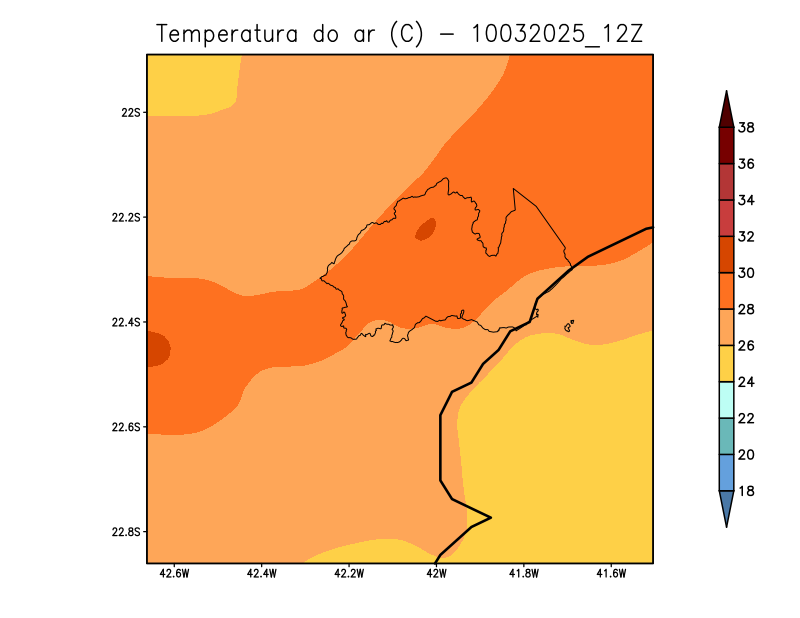 Temperatura do ar (C) - 10032025_12Z
22S
22.2S
22.4S
22.6S
22.8S
42.6W
42.4W
42.2W
42W
41.8W
41.6W
38
36
34
32
30
28
26
24
22
20
18